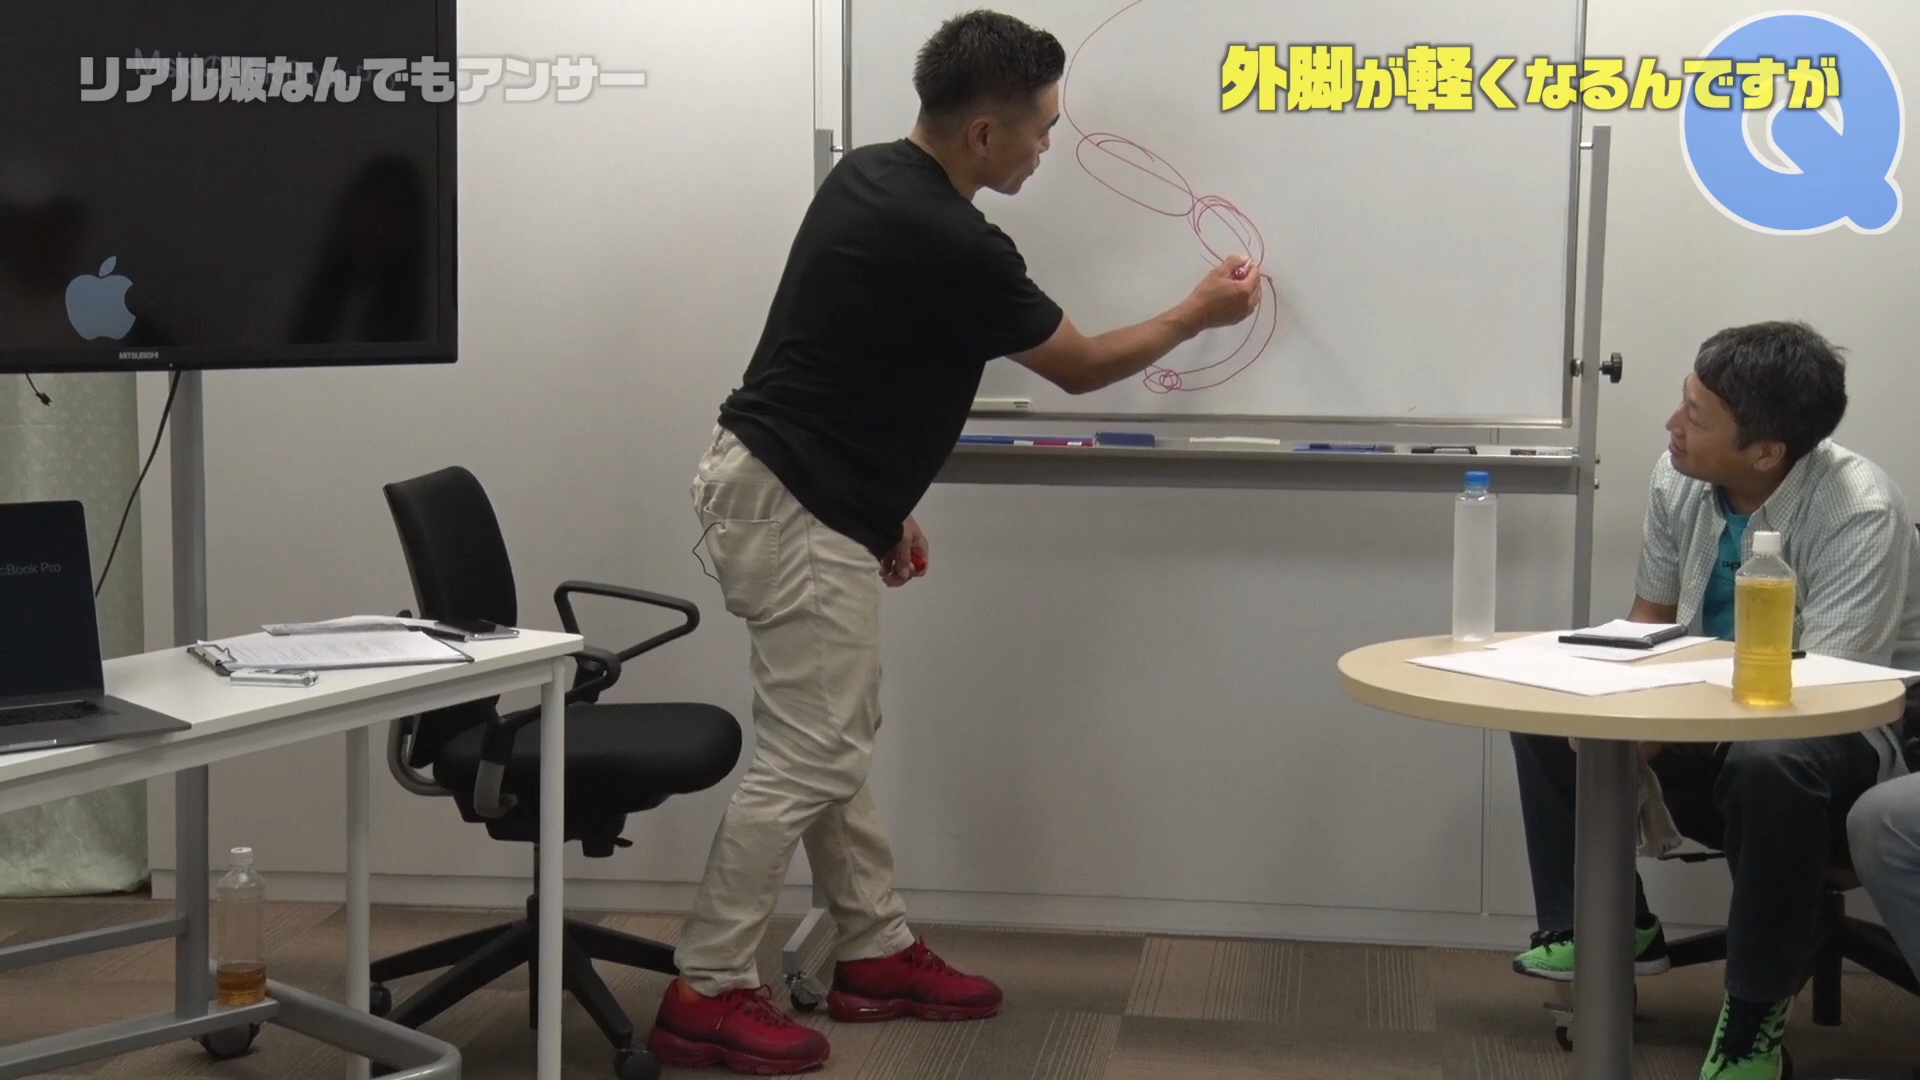 リアル版なんでもアンサー
外脚が軽くなるんですが
Q
MITSUBISHI
cBook Pro